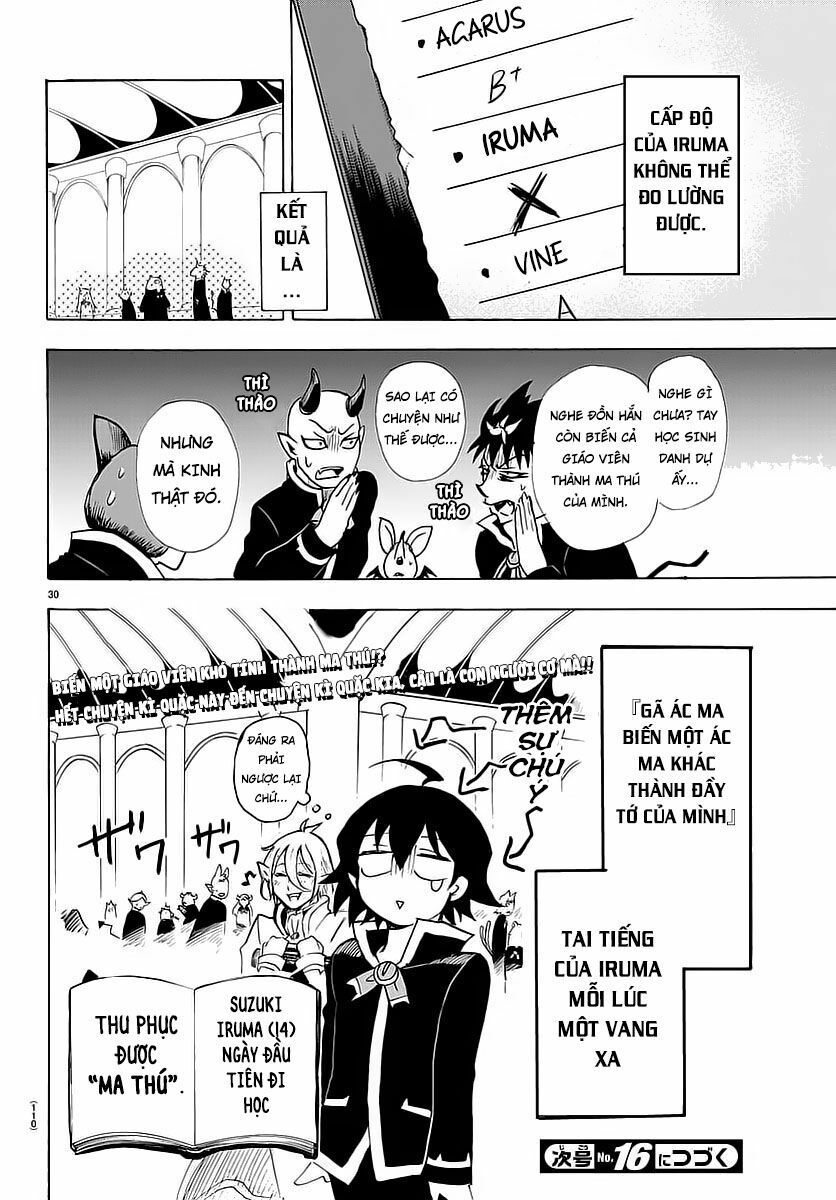 • AGARUS
B+
• IRUMA
X
• VINE
A
CẤP ĐỘ
CỦA IRUMA
KHÔNG THỂ
ĐO LƯỜNG
ĐƯỢC.
KẾT
QUẢ
LÀ
...
NGHE GÌ
CHƯA? TAY
HỌC SINH
DANH DỰ
ẤY...
NGHE ĐỒN HẮN
CÒN BIẾN CẢ
GIÁO VIÊN
THÀNH MA THÚ
CỦA MÌNH.
THÌ
THÀO
SAO LẠI CÓ
CHUYỆN NHƯ
THẾ ĐƯỢC...
THÌ
THÀO
NHƯNG
MÀ KINH
THẬT ĐÓ.
30
BIẾN MỘT GIÁO VIÊN KHÓ TÍNH THÀNH MA THÚ!?
HẾT CHUYỆN KÌ QUẶC NÀY ĐẾN CHUYỆN KÌ QUẶC KIA. CẬU LÀ CON NGƯỜI CƠ MÀ!!
『GÃ ÁC MA
BIẾN MỘT ÁC
MA KHÁC
THÀNH ĐẦY
TỚ CỦA MÌNH』
THÊM
SỰ
CHÚ
Ý
ĐÁNG RA
PHẢI
NGƯỢC LẠI
CHỨ...
ザワ
ザワ
TAI TIẾNG
CỦA IRUMA
MỖI LÚC
MỘT VANG
XA
SUZUKI
IRUMA (14)
NGÀY ĐẦU
TIÊN ĐI
HỌC
THU PHỤC
ĐƯỢC
“MA THÚ”.
(110)
次号No.16につづく